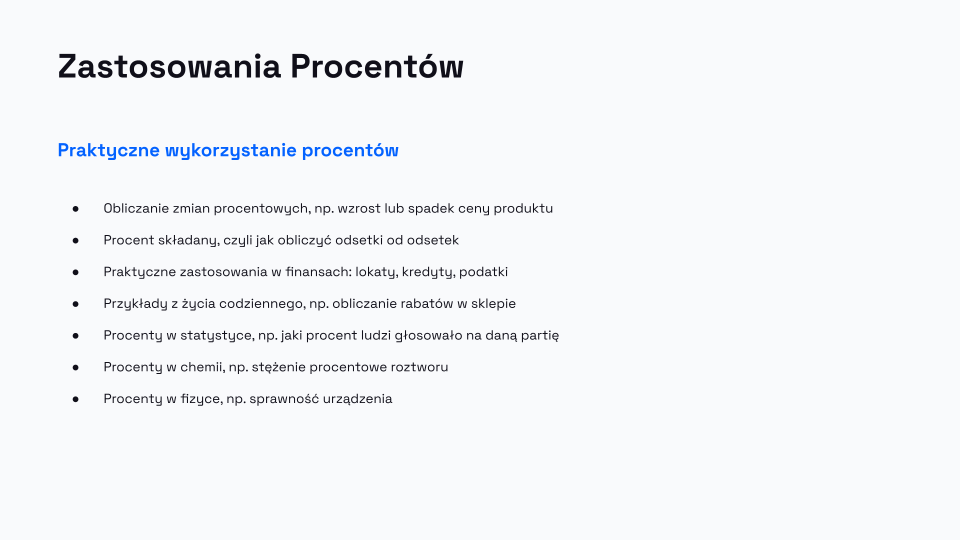 Zastosowania Procentów
Praktyczne wykorzystanie procentów
● Obliczanie zmian procentowych, np. wzrost lub spadek ceny produktu
● Procent składany, czyli jak obliczyć odsetki od odsetek
● Praktyczne zastosowania w finansach: lokaty, kredyty, podatki
● Przykłady z życia codziennego, np. obliczanie rabatów w sklepie
● Procenty w statystyce, np. jaki procent ludzi głosowało na daną partię
● Procenty w chemii, np. stężenie procentowe roztworu
● Procenty w fizyce, np. sprawność urządzenia